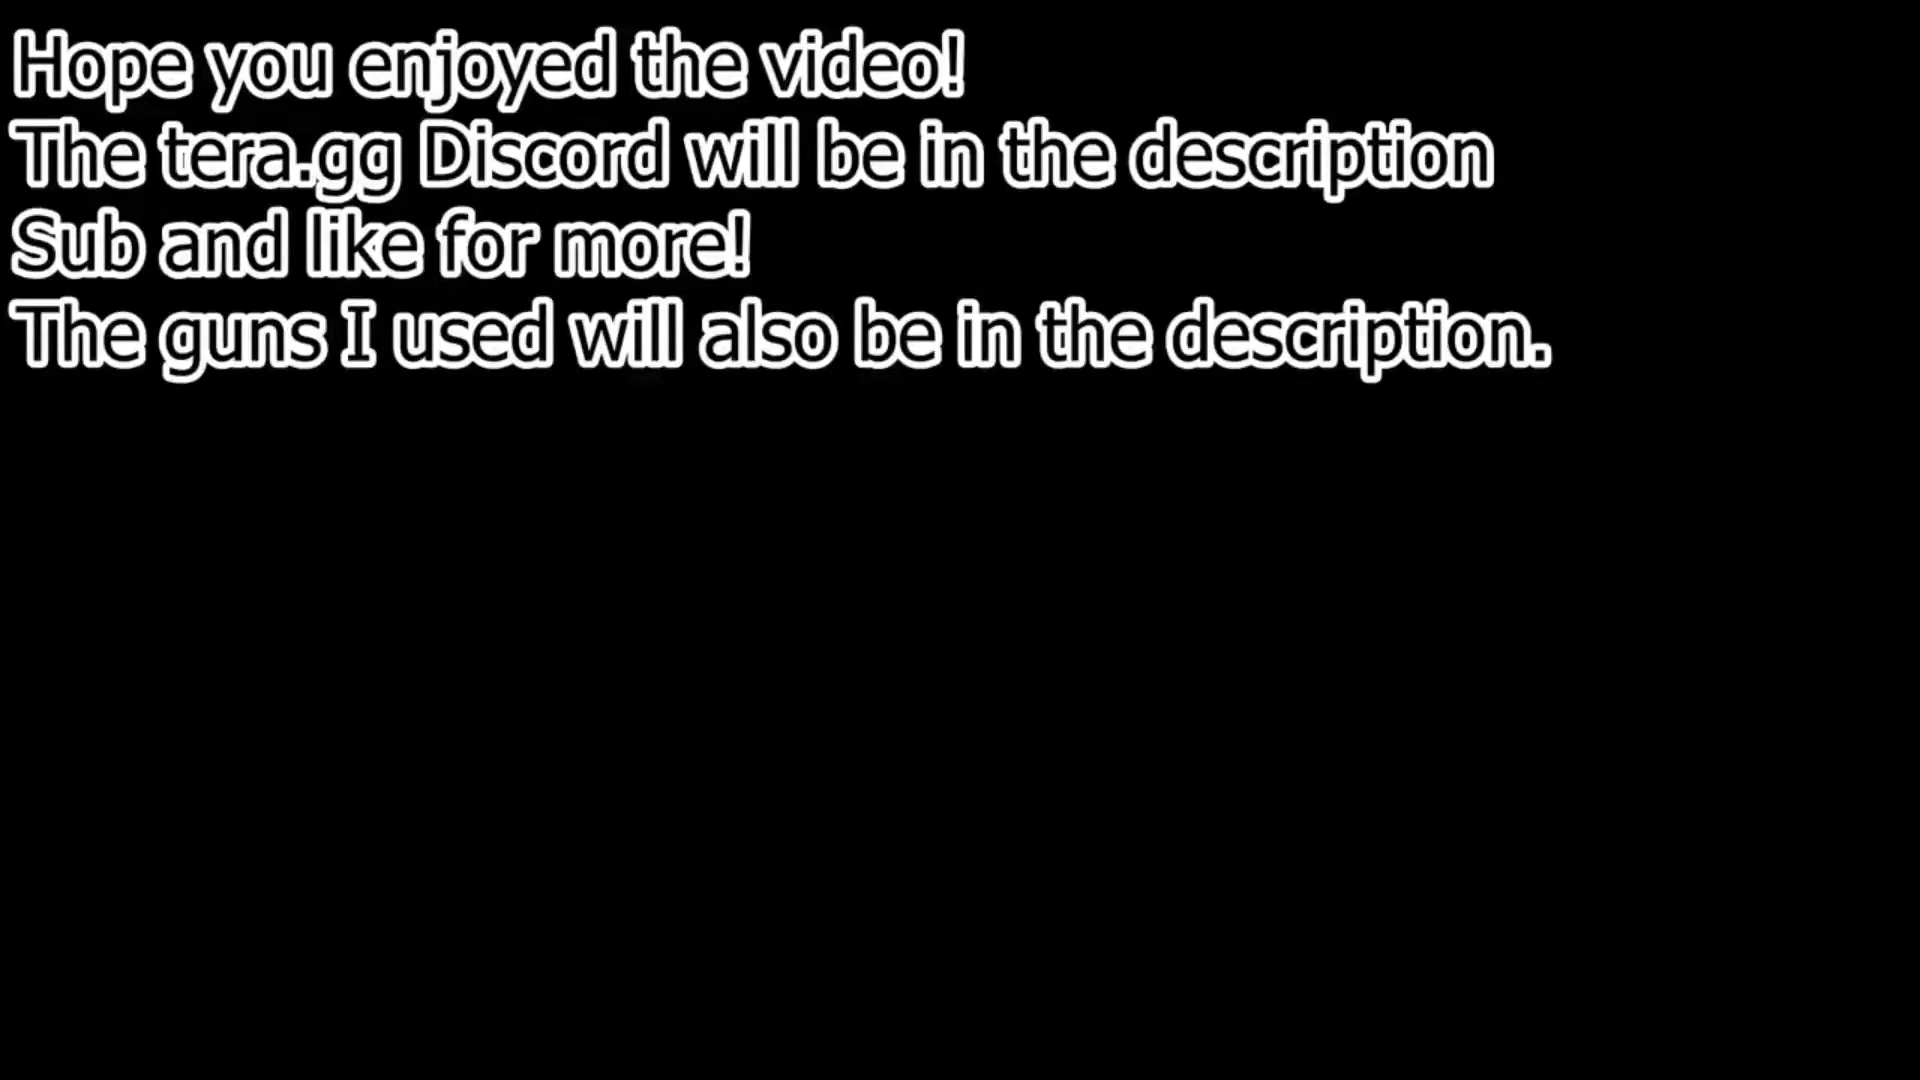 Hope you enjoyed the video!
The tera.gg Discord will be in the description
Sub and like for more!
The guns I used will also be in the description.